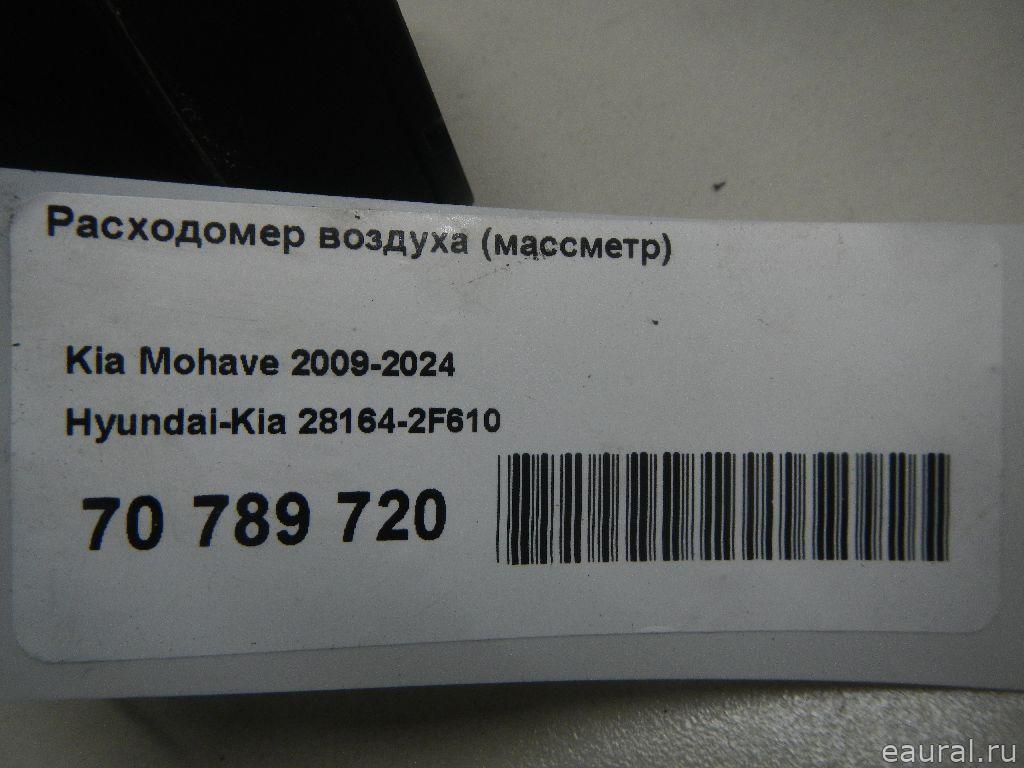 Расходомер воздуха (массметр)
Kia Mohave 2009-2024
Hyundai-Kia 28164-2F610
70 789 720
eaural.ru